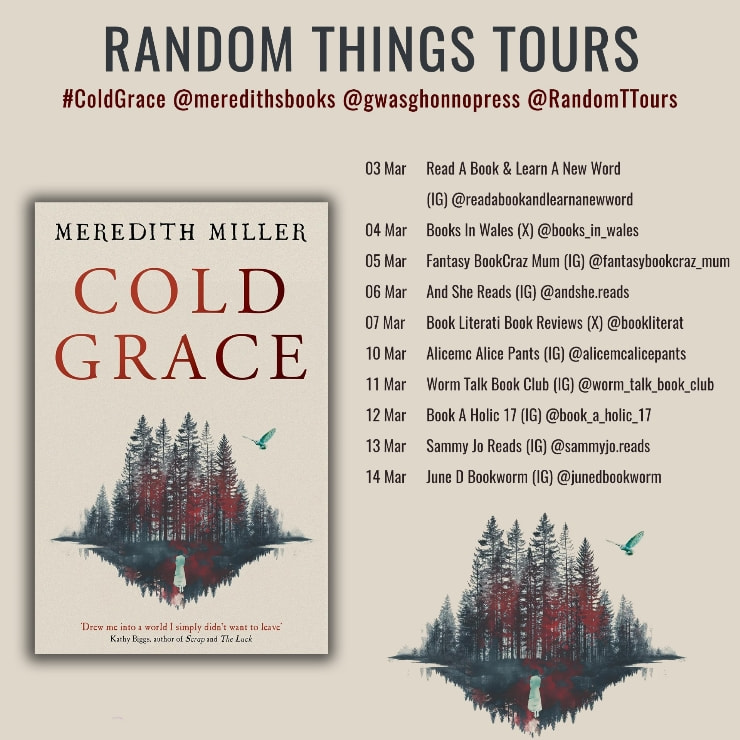 RANDOM THINGS TOURS
#ColdGrace @meredithsbooks @gwasghonnopress @RandomTTours
03 Mar Read A Book & Learn A New Word
(IG) @readabookandlearnanewword
04 Mar Books In Wales (X) @books_in_wales
05 Mar Fantasy BookCraz Mum (IG) @fantasybookcraz_mum
06 Mar And She Reads (IG) @andshe.reads
07 Mar Book Literati Book Reviews (X) @bookliterat
10 Mar Alicemc Alice Pants (IG) @alicemcalicepants
11 Mar Worm Talk Book Club (IG) @worm_talk_book_club
12 Mar Book A Holic 17 (IG) @book_a_holic_17
13 Mar Sammy Jo Reads (IG) @sammyjo.reads
14 Mar June D Bookworm (IG) @junedbookworm
MEREDITH MILLER
COLD
GRACE
'Drew me into a world I simply didn't want to leave'
Kathy Biggs, author of Scrap and The Luck